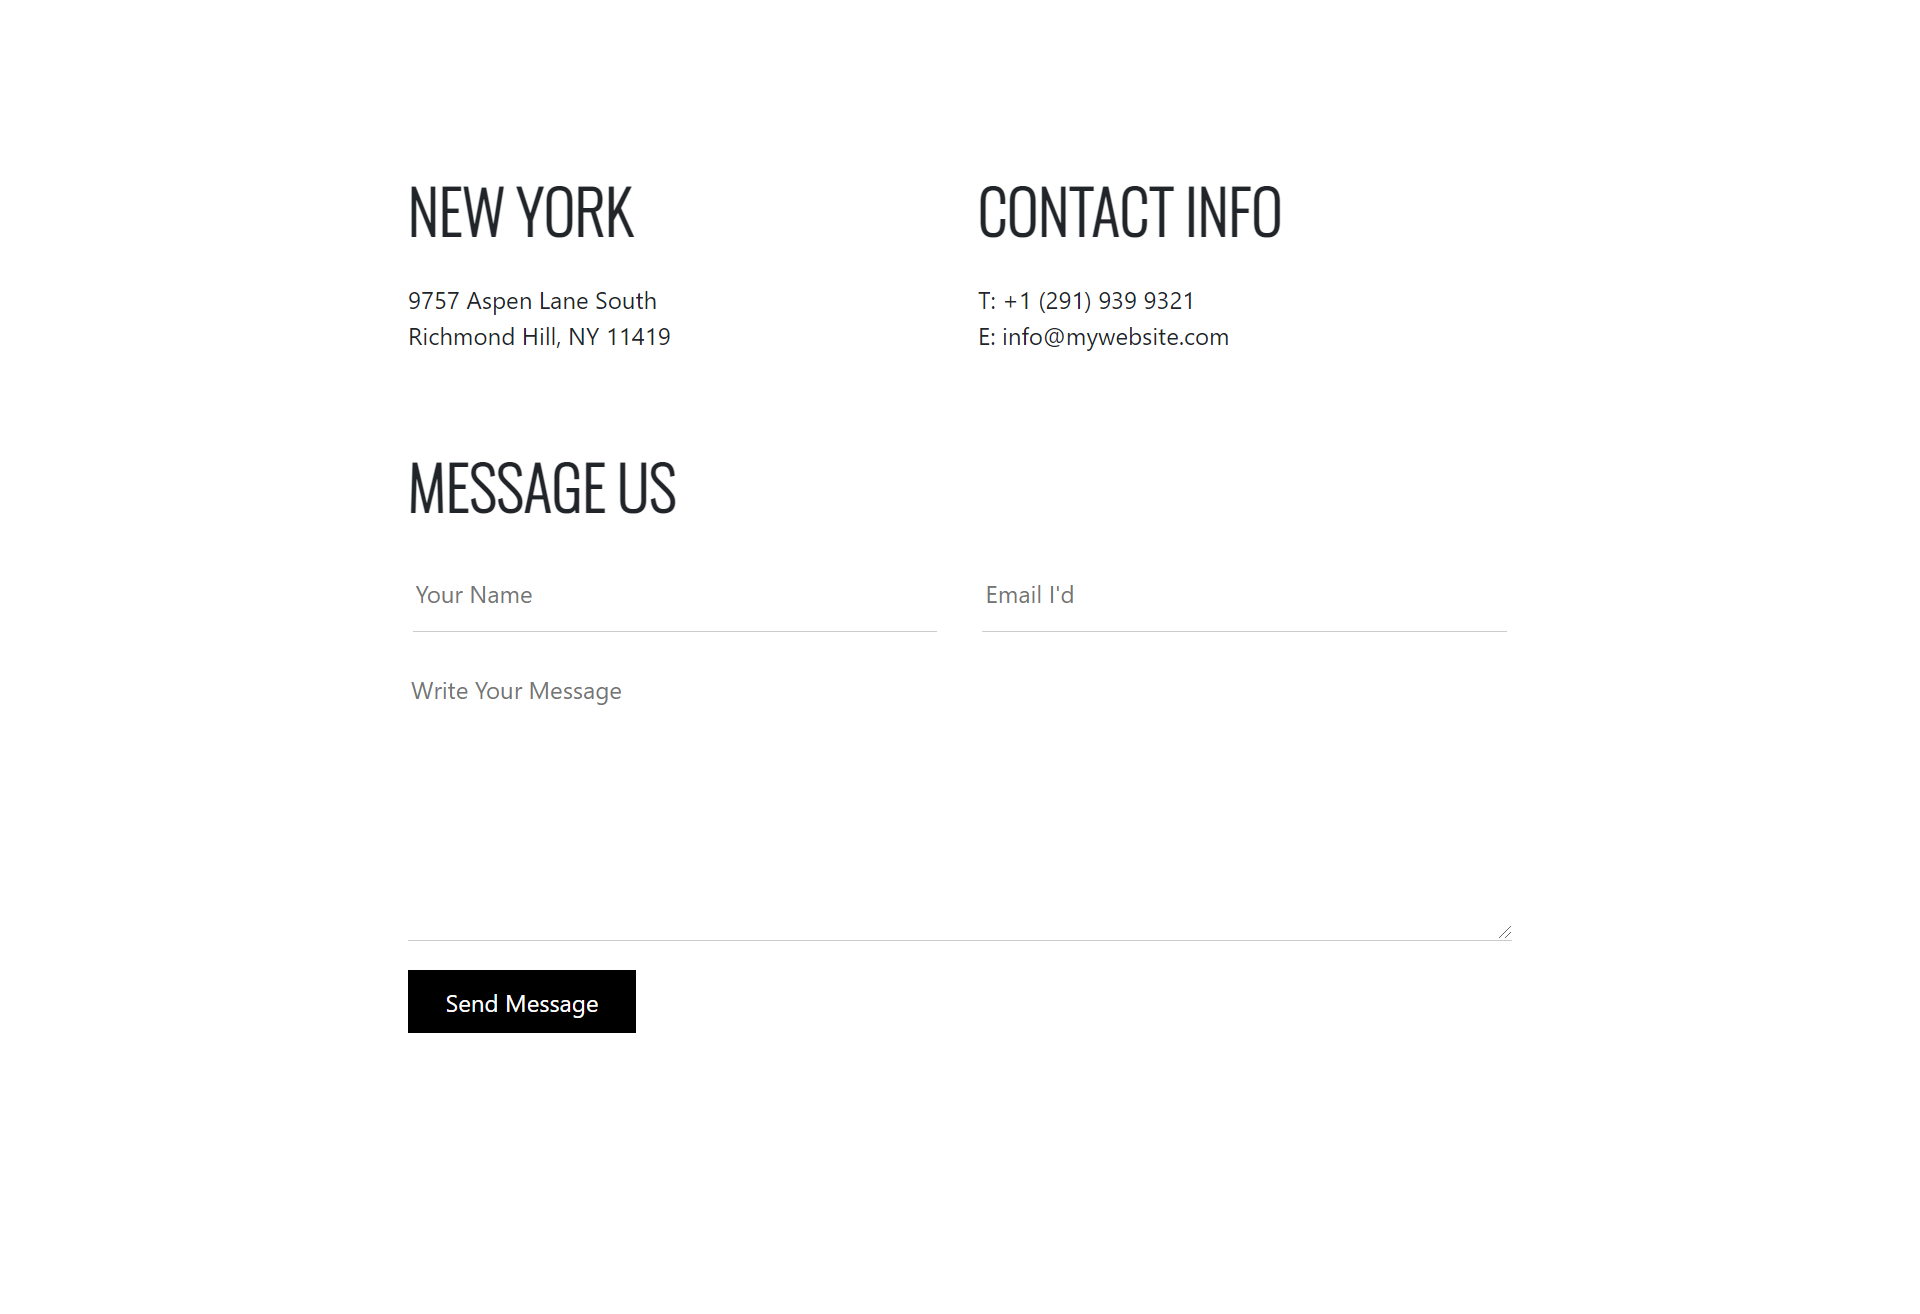 NEW YORK
9757 Aspen Lane South
Richmond Hill, NY 11419
CONTACT INFO
T: +1 (291) 939 9321
E: info@mywebsite.com
MESSAGE US
Your Name
Email I'd
Write Your Message
Send Message